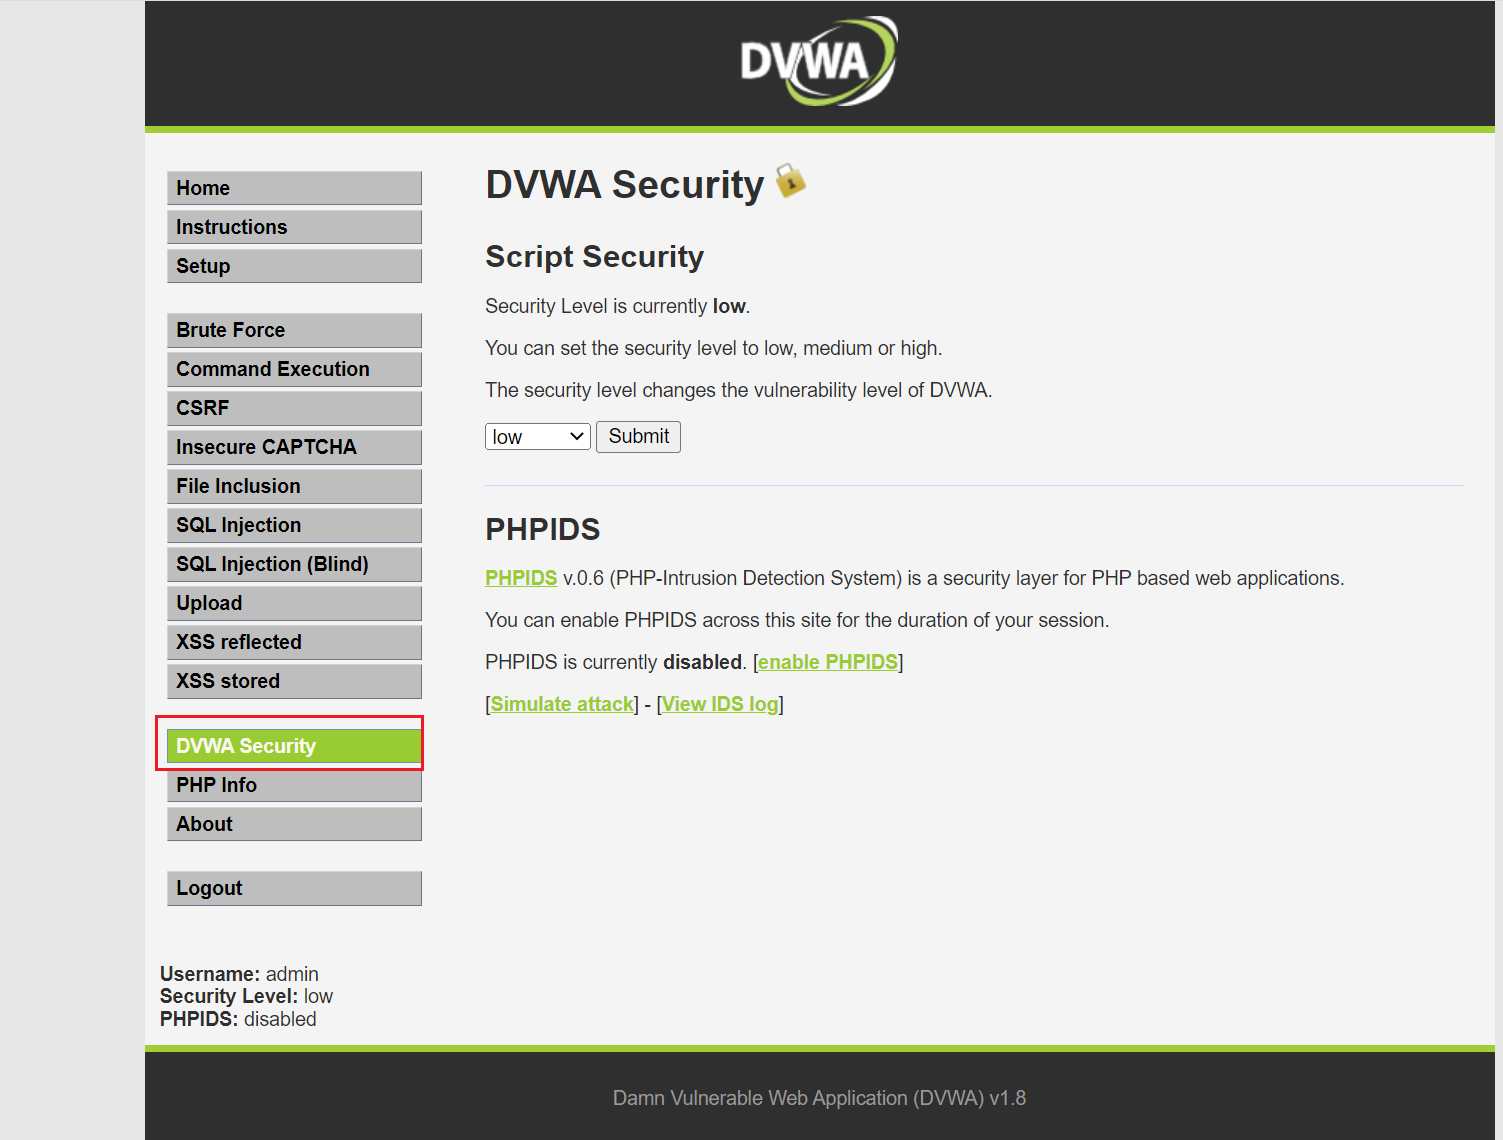 DVWA
Home
Instructions
Setup
Brute Force
Command Execution
CSRF
Insecure CAPTCHA
File Inclusion
SQL Injection
SQL Injection (Blind)
Upload
XSS reflected
XSS stored
DVWA Security
PHP Info
About
Logout
DVWA Security
Script Security
Security Level is currently low.
You can set the security level to low, medium or high.
The security level changes the vulnerability level of DVWA.
low Submit
PHPIDS
PHPIDS v.0.6 (PHP-Intrusion Detection System) is a security layer for PHP based web applications.
You can enable PHPIDS across this site for the duration of your session.
PHPIDS is currently disabled. [enable PHPIDS]
[Simulate attack] - [View IDS log]
Username: admin
Security Level: low
PHPIDS: disabled
Damn Vulnerable Web Application (DVWA) v1.8